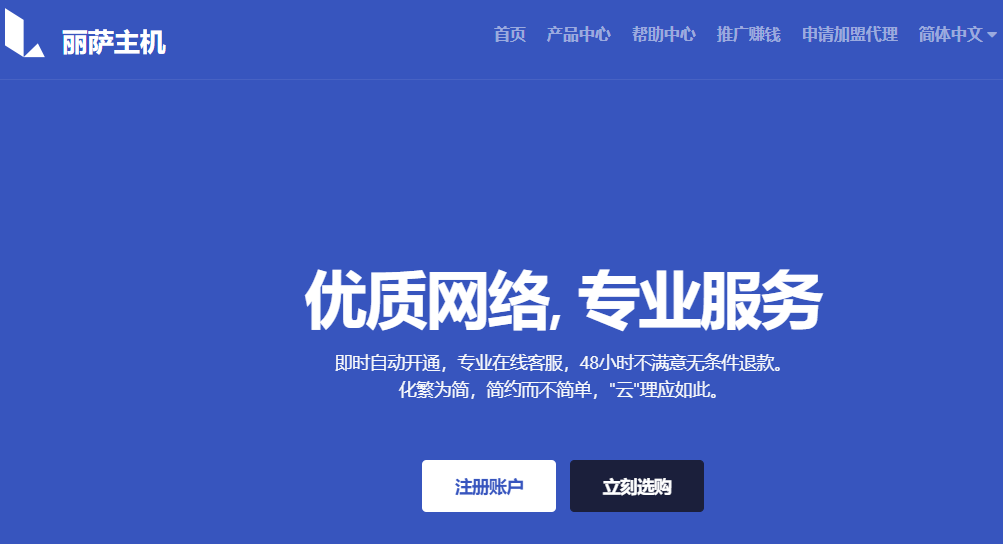 丽萨主机
首页 产品中心 帮助中心 推广赚钱 申请加盟代理 简体中文
优质网络, 专业服务
即时自动开通，专业在线客服，48小时不满意无条件退款。
化繁为简，简约而不简单，"云"理应如此。
注册账户 立刻选购